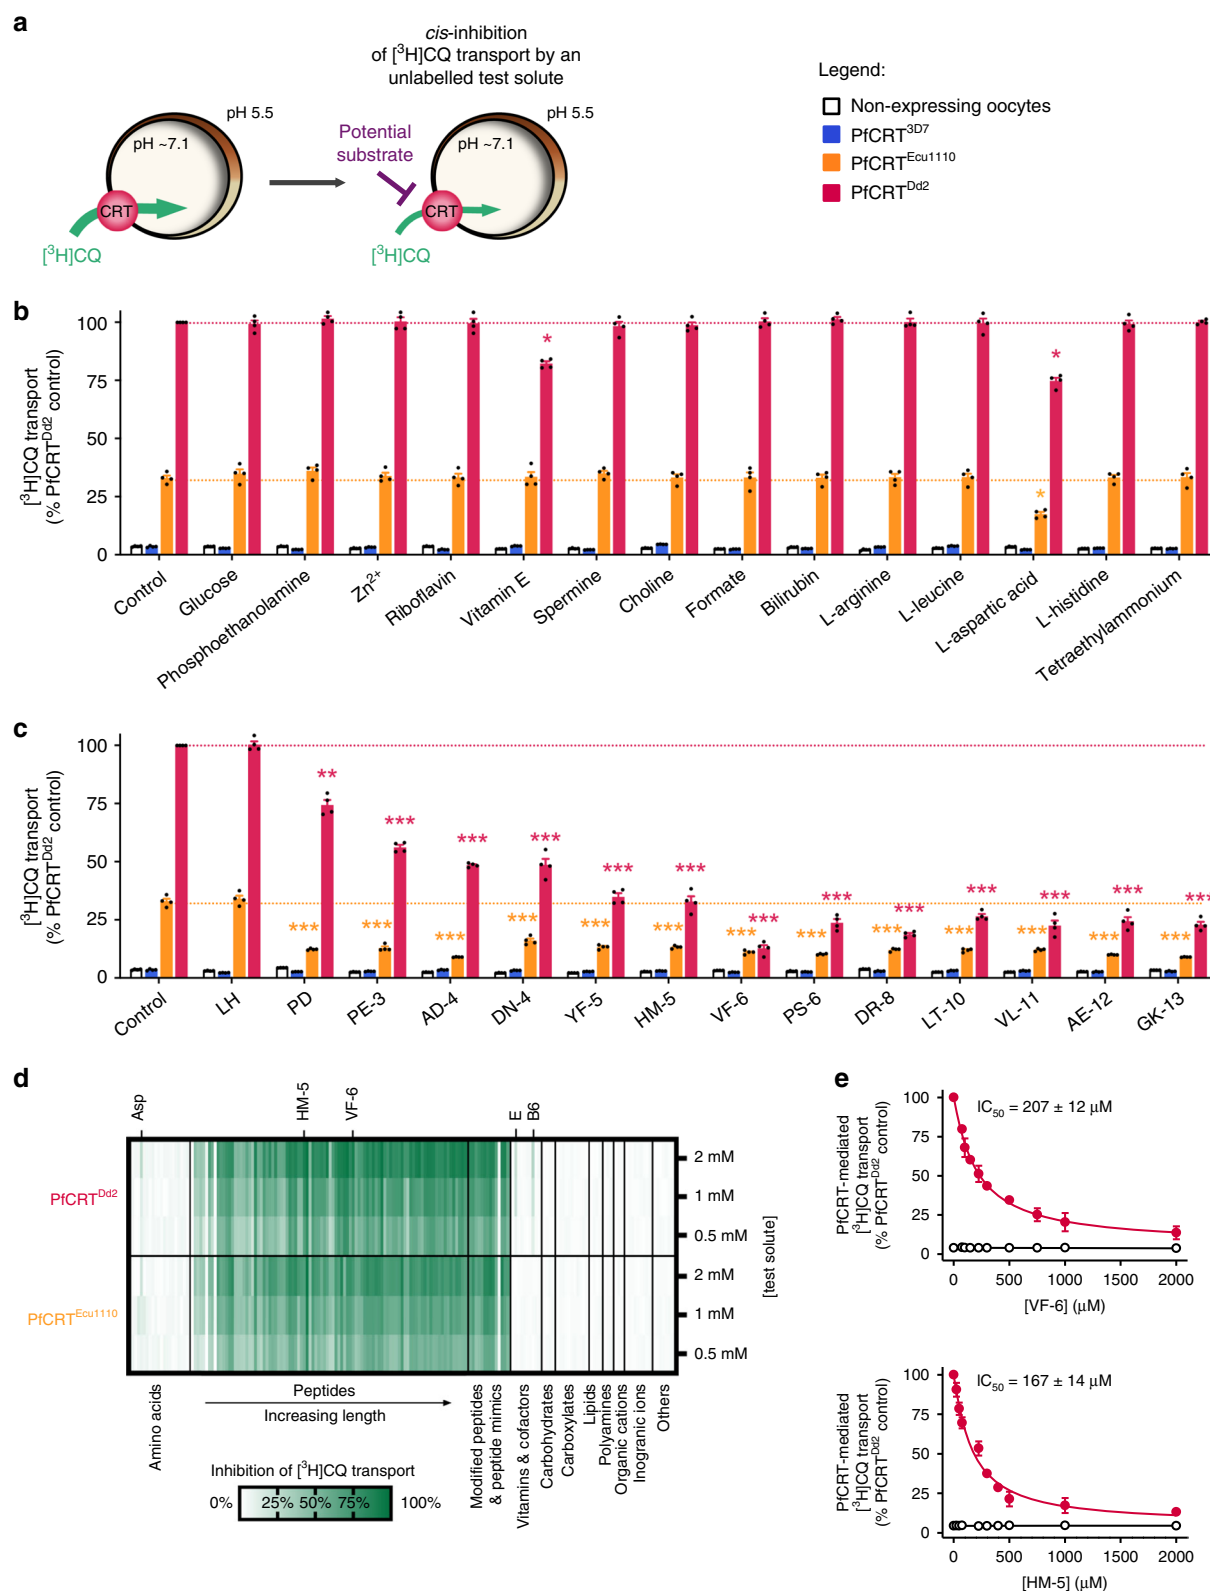 a
cis-inhibition
of [³H]CQ transport by an
unlabelled test solute
pH 5.5
pH ~7.1
CRT
[³H]CQ
Potential
substrate
pH 5.5
pH ~7.1
CRT
[³H]CQ
Legend:
Non-expressing oocytes
PfCRT³ᴰ⁷
PfCRTᴱᶜᵘ¹¹¹⁰
PfCRTᴰᵈ²
b
[³H]CQ transport
(% PfCRTᴰᵈ² control)
100
75
50
25
0
*
*
*
Control
Glucose
Phosphoethanolamine
Zn²⁺
Riboflavin
Vitamin E
Spermine
Choline
Formate
Bilirubin
L-arginine
L-leucine
L-aspartic acid
L-histidine
Tetraethylammonium
c
[³H]CQ transport
(% PfCRTᴰᵈ² control)
100
75
50
25
0
*** **
*** ***
*** ***
*** ***
*** ***
*** ***
*** ***
*** ***
*** ***
*** ***
*** ***
*** ***
*** ***
Control
LH
PD
PE-3
AD-4
DN-4
YF-5
HM-5
VF-6
PS-6
DR-8
LT-10
VL-11
AE-12
GK-13
d
Asp
HM-5
VF-6
E
B6
PfCRTᴰᵈ²
PfCRTᴱᶜᵘ¹¹¹⁰
2 mM
1 mM
0.5 mM
2 mM
1 mM
0.5 mM
[test solute]
Amino acids
Peptides
Increasing length
Modified peptides
& peptide mimics
Vitamins & cofactors
Carbohydrates
Carboxylates
Lipids
Polyamines
Organic cations
Inogranic ions
Others
Inhibition of [³H]CQ transport
0%
25%
50%
75%
100%
e
PfCRT-mediated
[³H]CQ transport
(% PfCRTᴰᵈ² control)
100
75
50
25
0
IC₅₀ = 207 ± 12 µM
0
500
1000
1500
2000
[VF-6] (µM)
PfCRT-mediated
[³H]CQ transport
(% PfCRTᴰᵈ² control)
100
75
50
25
0
IC₅₀ = 167 ± 14 µM
0
500
1000
1500
2000
[HM-5] (µM)